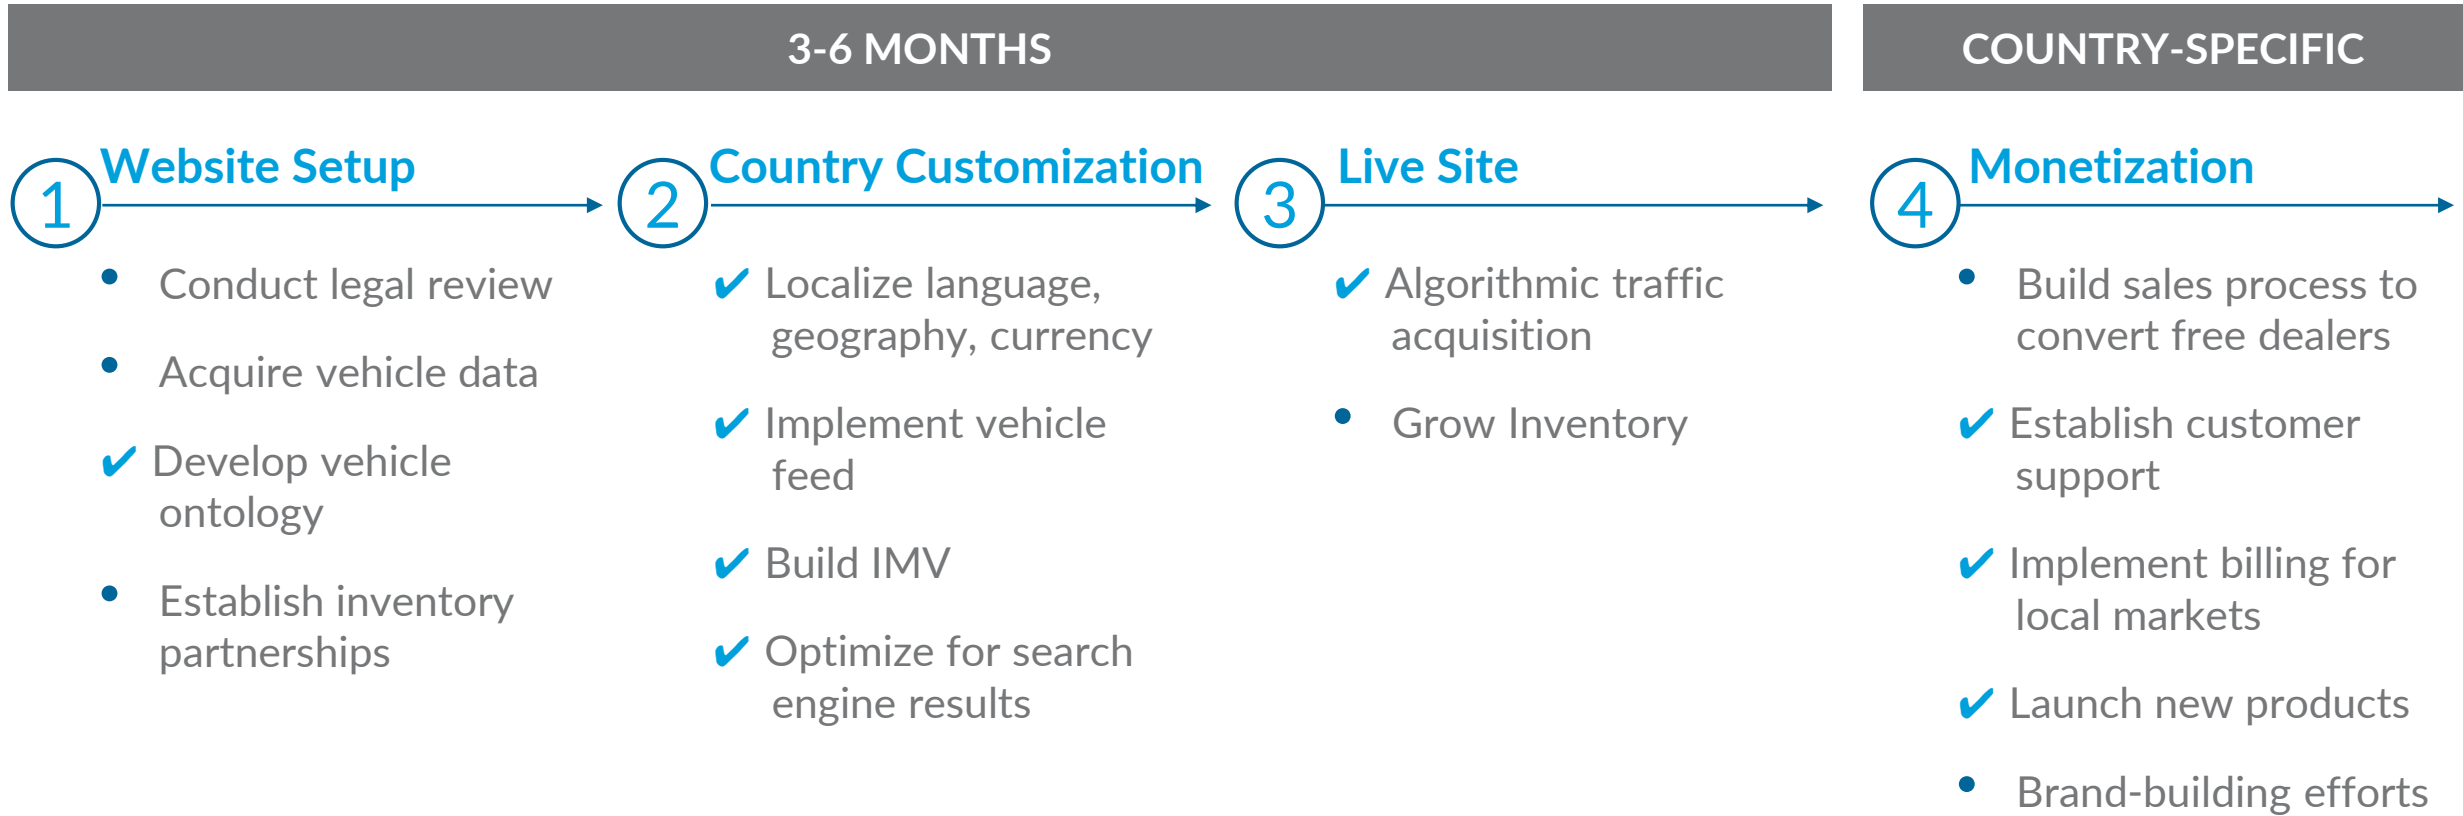 3-6 MONTHS
COUNTRY-SPECIFIC
1
Website Setup
• Conduct legal review
• Acquire vehicle data
✔ Develop vehicle
ontology
• Establish inventory
partnerships
2
Country Customization
✔ Localize language,
geography, currency
✔ Implement vehicle
feed
✔ Build IMV
✔ Optimize for search
engine results
3
Live Site
✔ Algorithmic traffic
acquisition
• Grow Inventory
4
Monetization
• Build sales process to
convert free dealers
✔ Establish customer
support
✔ Implement billing for
local markets
✔ Launch new products
• Brand-building efforts